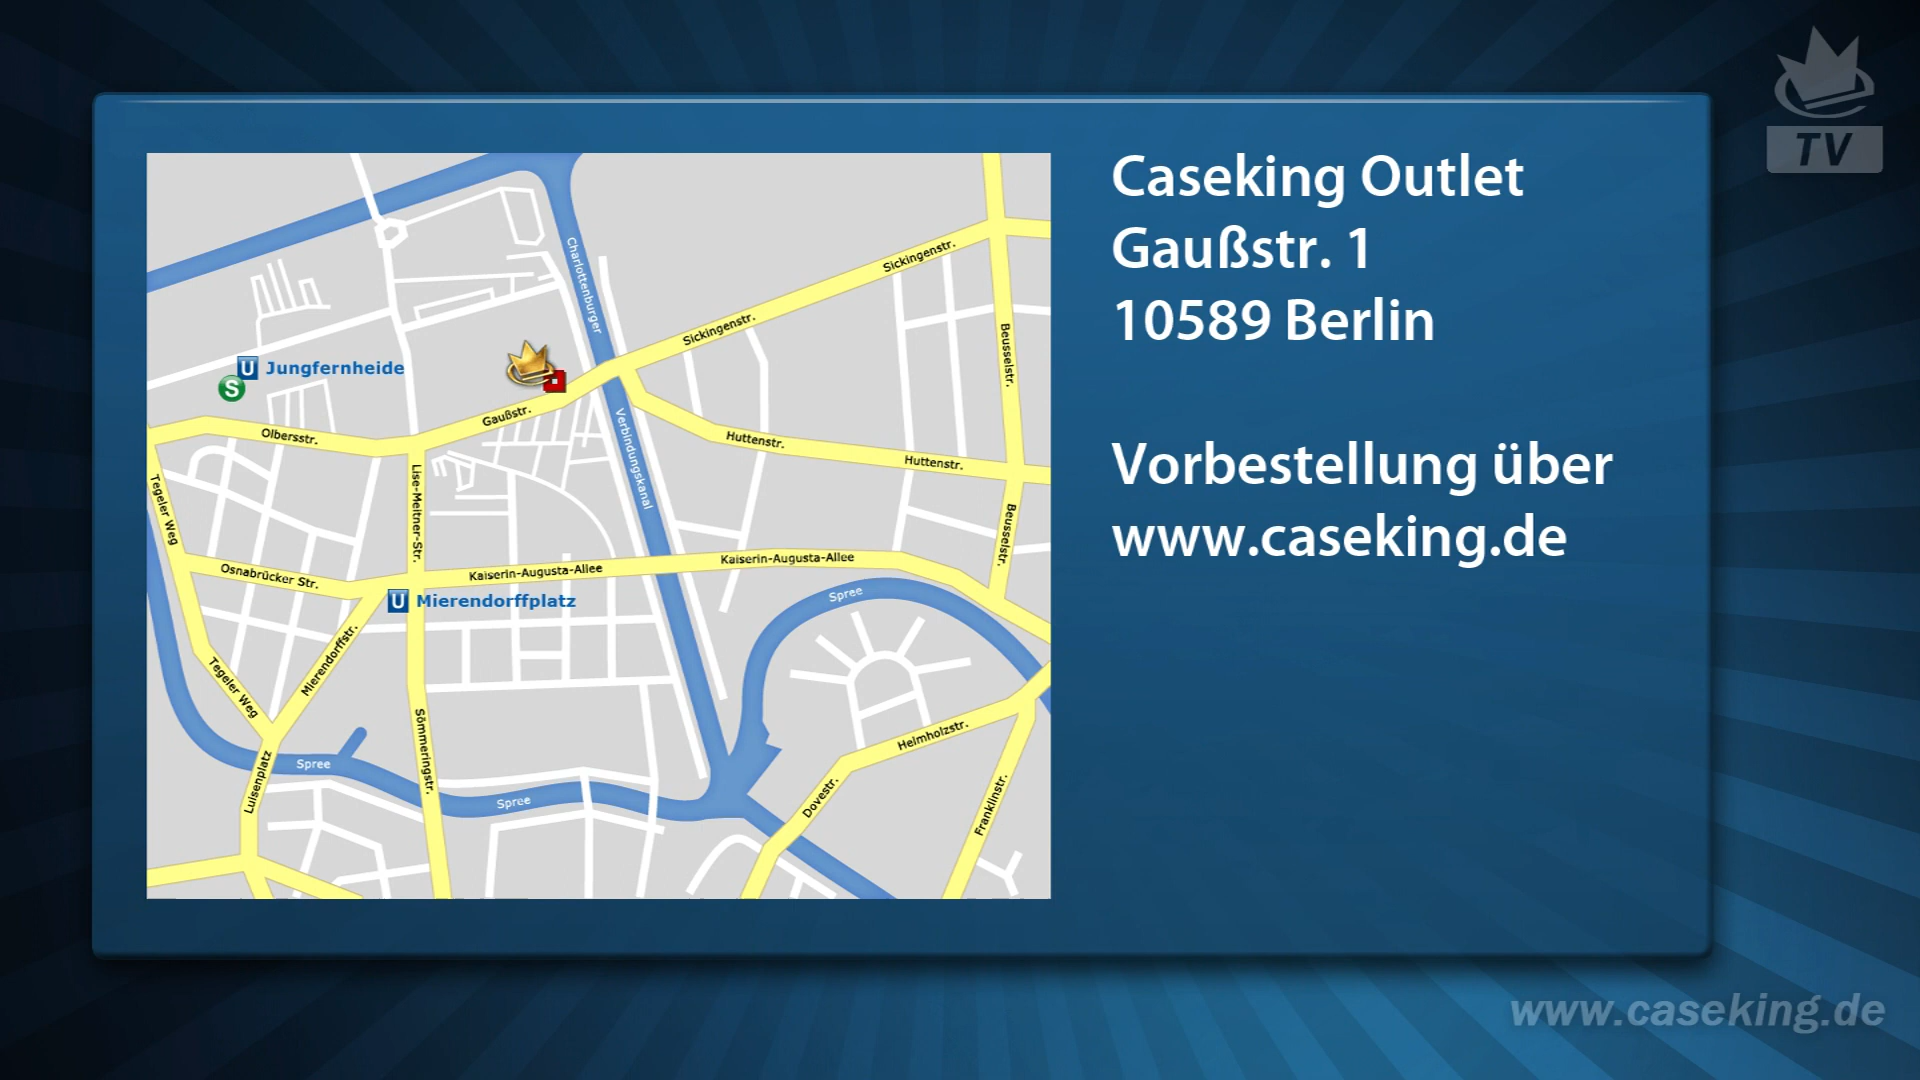 TV
Caseking Outlet
Gaußstr. 1
10589 Berlin
Vorbestellung über
www.caseking.de
Charlottenburger
Sickingenstr.
Sickingenstr.
Beusselstr.
U Jungfernheide
S
Gaußstr.
Olbersstr.
Verbindungskanal
Huttenstr.
Huttenstr.
Lise-Meitner-Str.
Tegeler Weg
Beusselstr.
Osnabrücker Str.
Kaiserin-Augusta-Allee
Kaiserin-Augusta-Allee
U Mierendorffplatz
Spree
Mierendorffstr.
Tegeler Weg
Sömmeringstr.
Helmholzstr.
Luisenplatz
Spree
Spree
Dovestr.
Franklinstr.
www.caseking.de